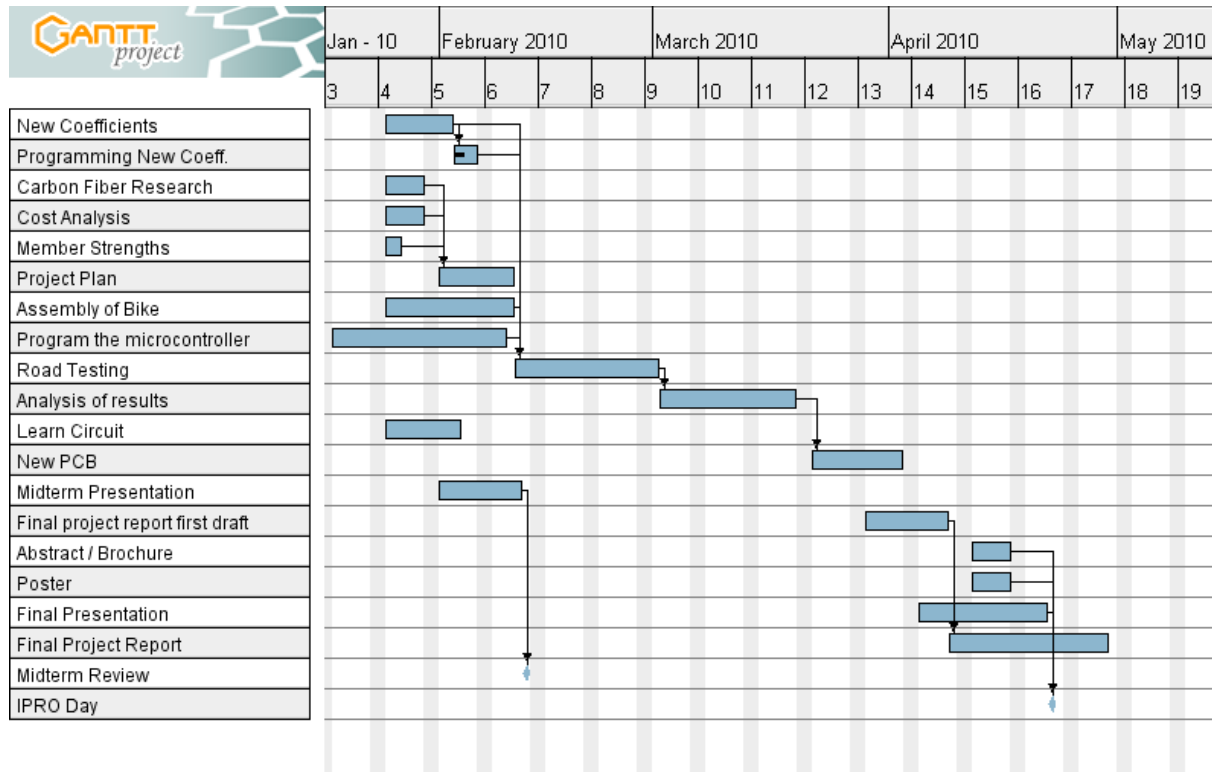 GANTT
project
Jan - 10 February 2010 March 2010 April 2010 May 2010
3 4 5 6 7 8 9 10 11 12 13 14 15 16 17 18 19
New Coefficients
Programming New Coeff.
Carbon Fiber Research
Cost Analysis
Member Strengths
Project Plan
Assembly of Bike
Program the microcontroller
Road Testing
Analysis of results
Learn Circuit
New PCB
Midterm Presentation
Final project report first draft
Abstract / Brochure
Poster
Final Presentation
Final Project Report
Midterm Review
IPRO Day